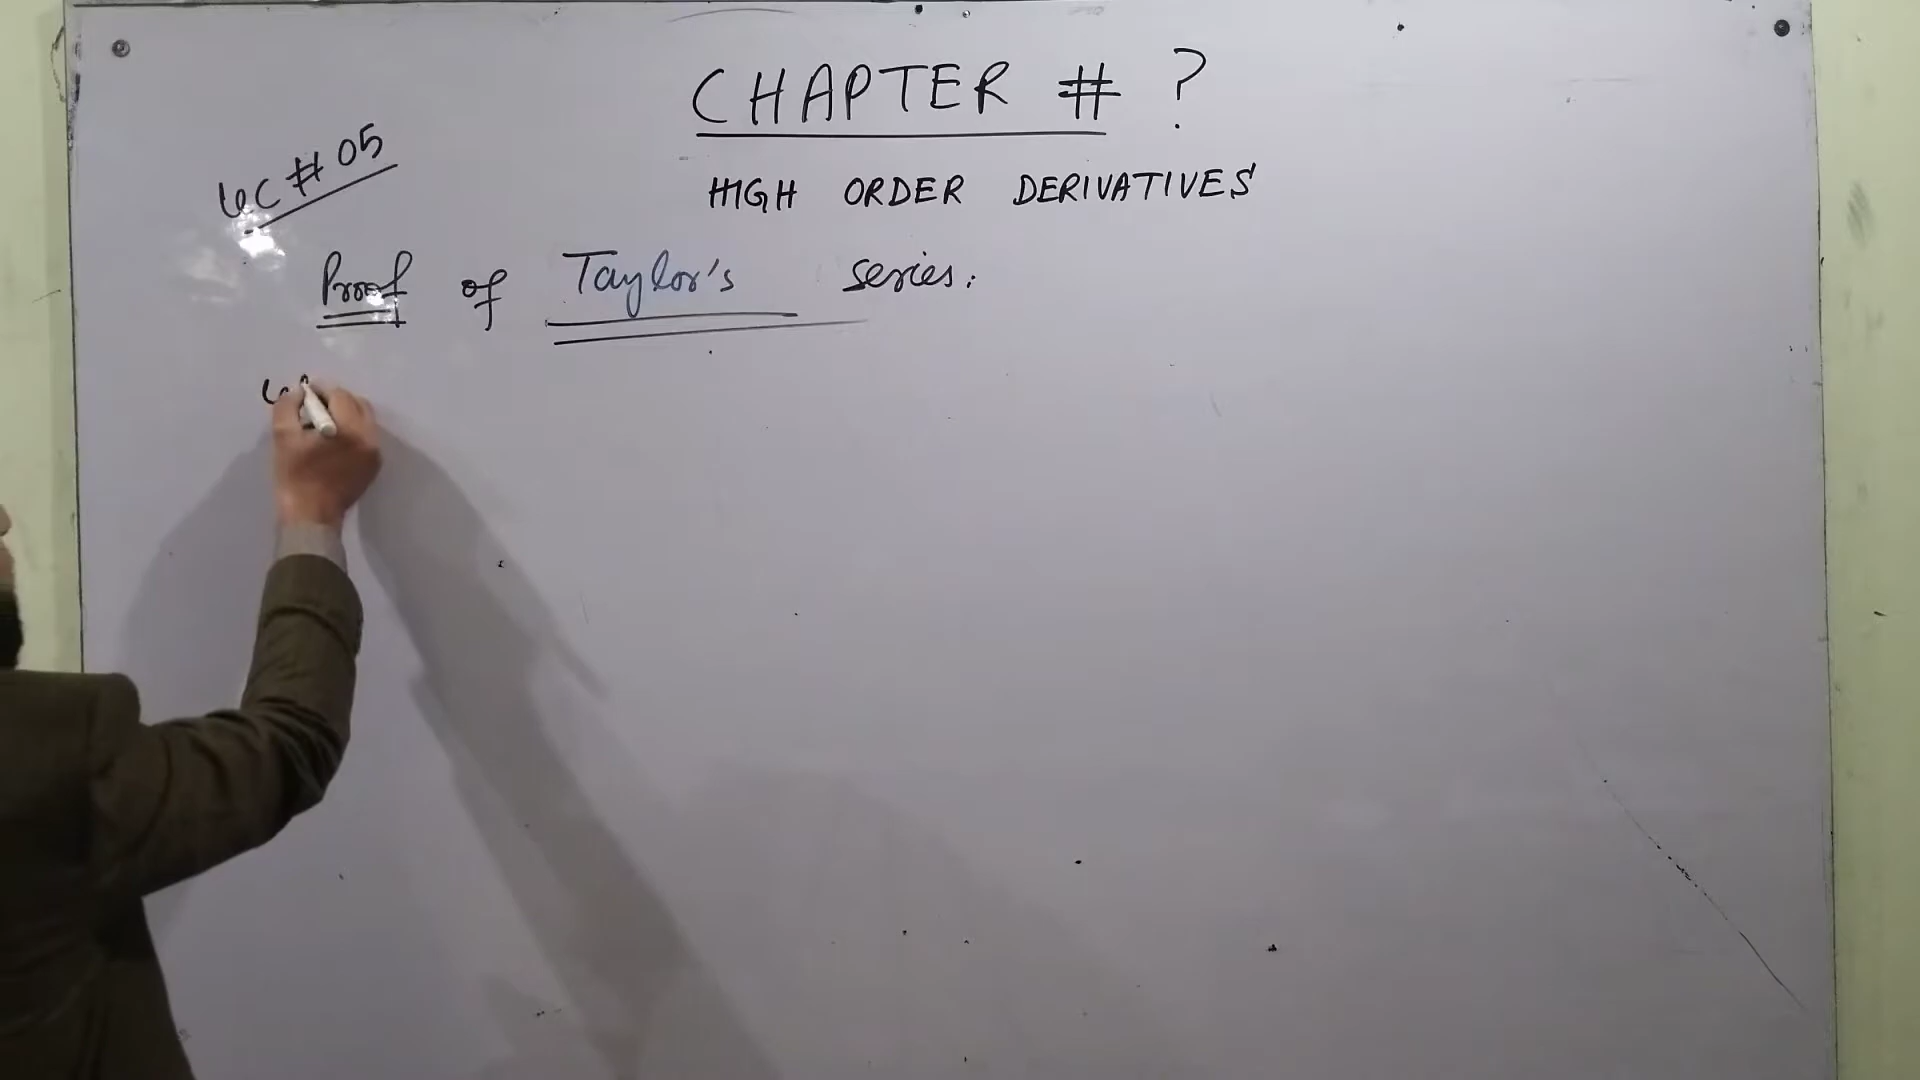 CHAPTER # ?
LEC # 05
HIGH ORDER DERIVATIVES
Proof of Taylor's series: